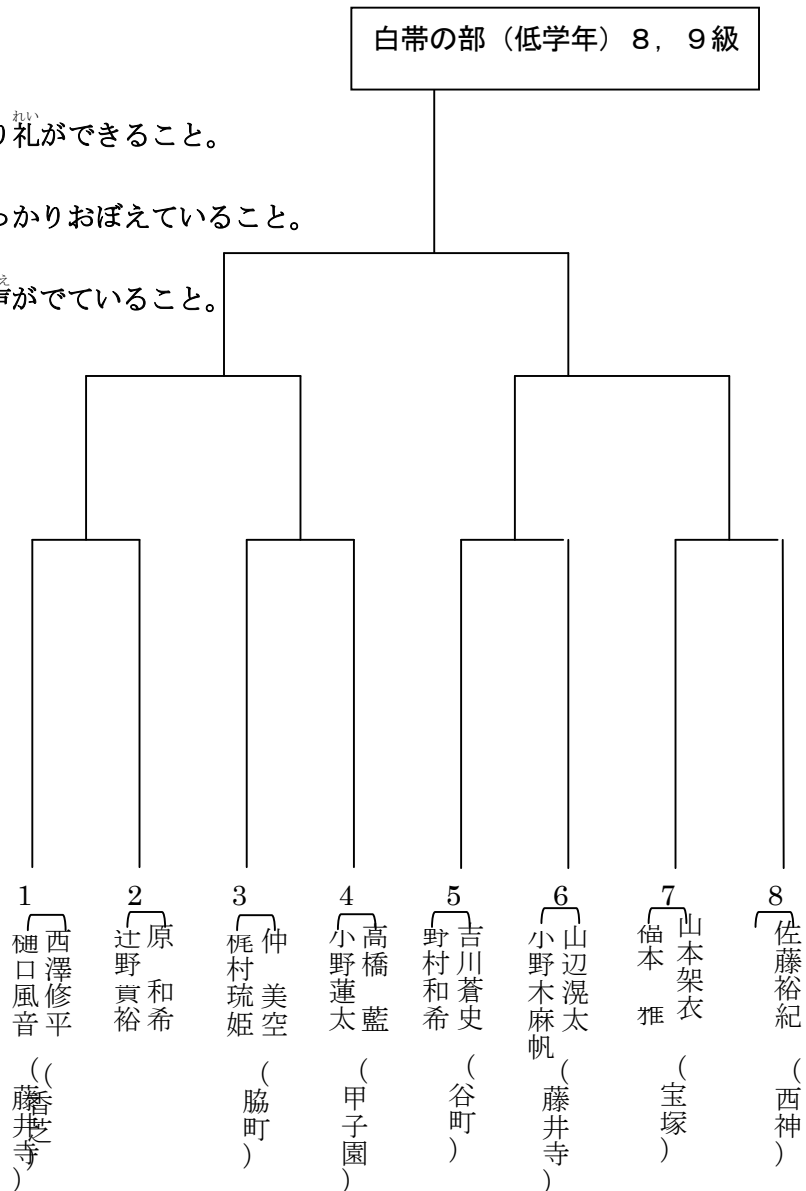 白帯の部（低学年）８，９級
り礼ができること。
れい
っかりおぼえていること。
声がでていること。
え
1
2
3
4
5
6
7
8
西澤修平（香芝）
樋口風音（藤井寺）
原　和希
辻野貴裕
仲　美空
梶村琉姫
（脇町）
高橋　藍
小野蓮太
（甲子園）
吉川蒼史
野村和希
（谷町）
山辺滉太
小野木麻帆
（藤井寺）
山本架衣
福本　雅
（宝塚）
佐藤裕紀
（西神）